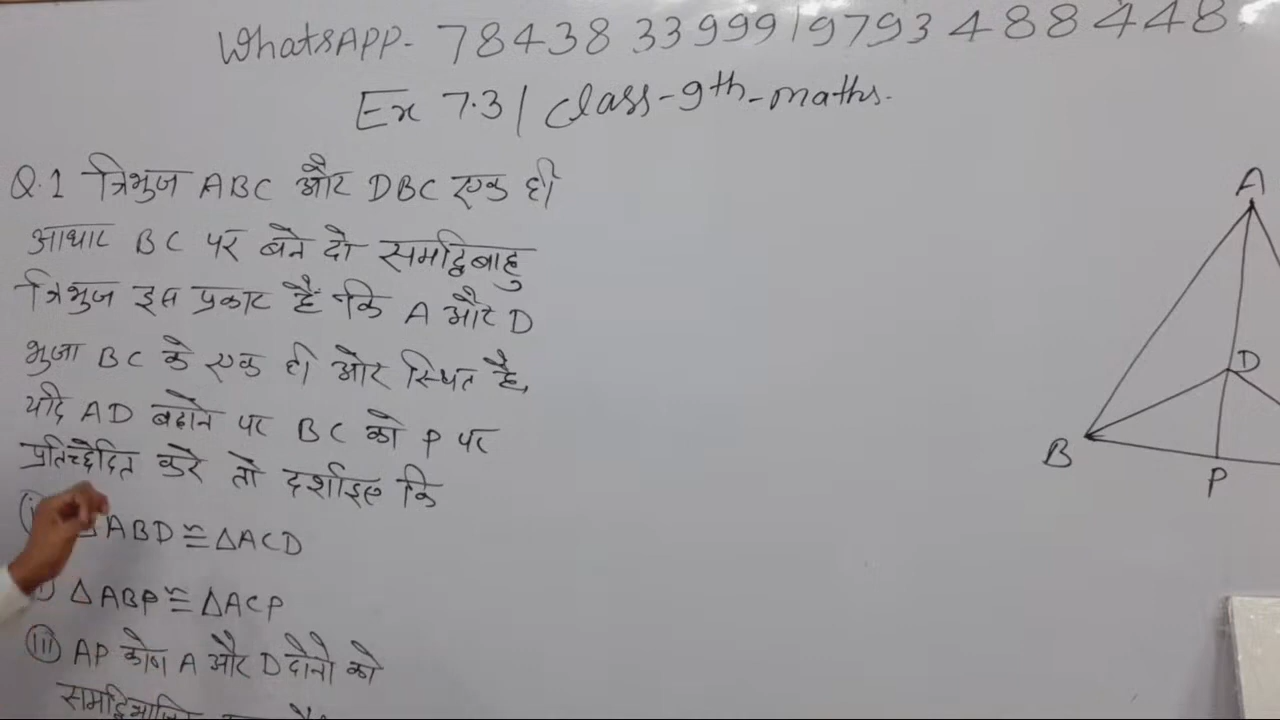 WhatsAPP- 78438 33999 | 9793 488448
Ex 7.3 | Class-9th-maths.
Q.1 त्रिभुज ABC और DBC एक ही
आधार BC पर बने दो समद्विबाहु
त्रिभुज इस प्रकार हैं कि A और D
भुजा BC के एक ही ओर स्थित है,
यदि AD बढाने पर BC को P पर
प्रतिच्छेदित करे तो दर्शाइए कि
ABD ≅ ΔACD
ΔABP ≅ ΔACP
(iii) AP कोण A और D दोनो को
A
D
B
P